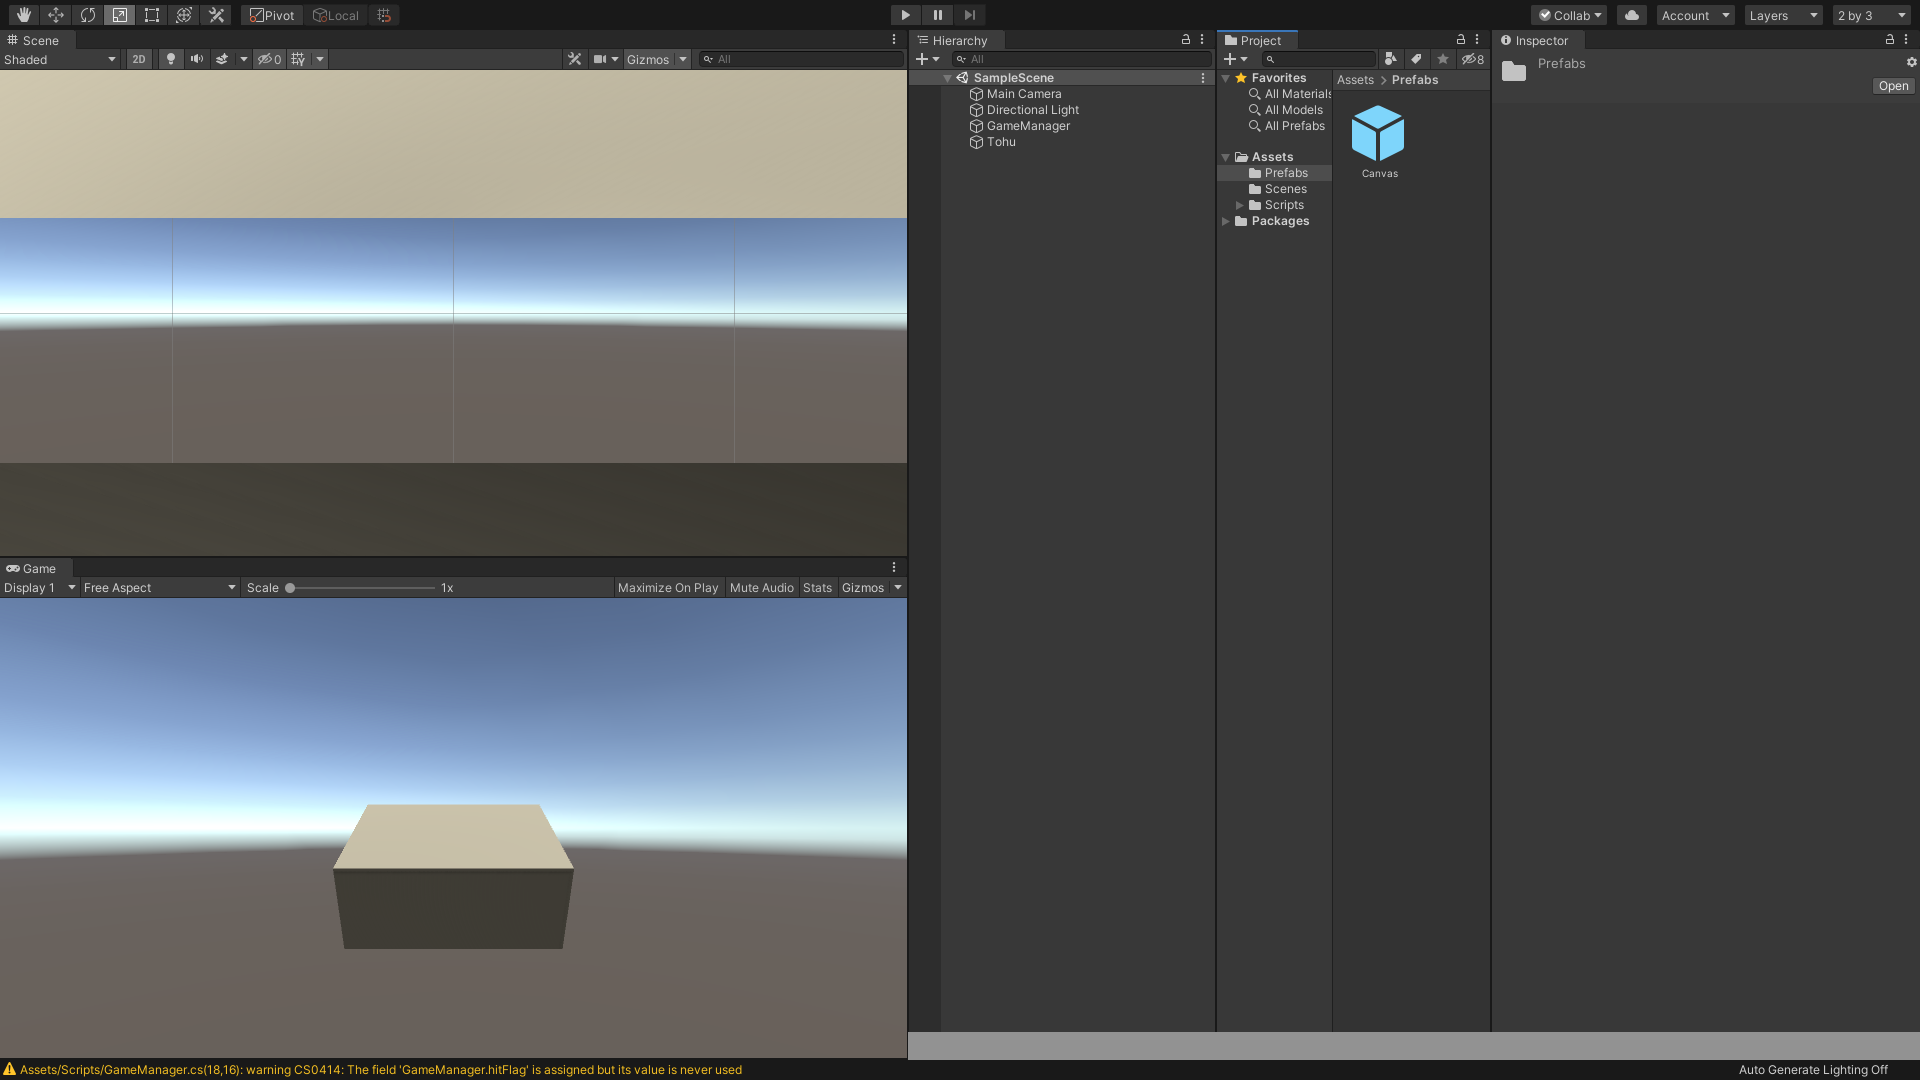 Pivot
Local
Collab
Account
Layers
2 by 3
Scene
Shaded
2D
0
Gizmos
All
Hierarchy
All
SampleScene
Main Camera
Directional Light
GameManager
Tohu
Project
8
Favorites
All Materials
All Models
All Prefabs
Assets
Prefabs
Scenes
Scripts
Packages
Assets > Prefabs
Canvas
Inspector
Prefabs
Open
Game
Display 1
Free Aspect
Scale
1x
Maximize On Play
Mute Audio
Stats
Gizmos
Assets/Scripts/GameManager.cs(18,16): warning CS0414: The field 'GameManager.hitFlag' is assigned but its value is never used
Auto Generate Lighting Off